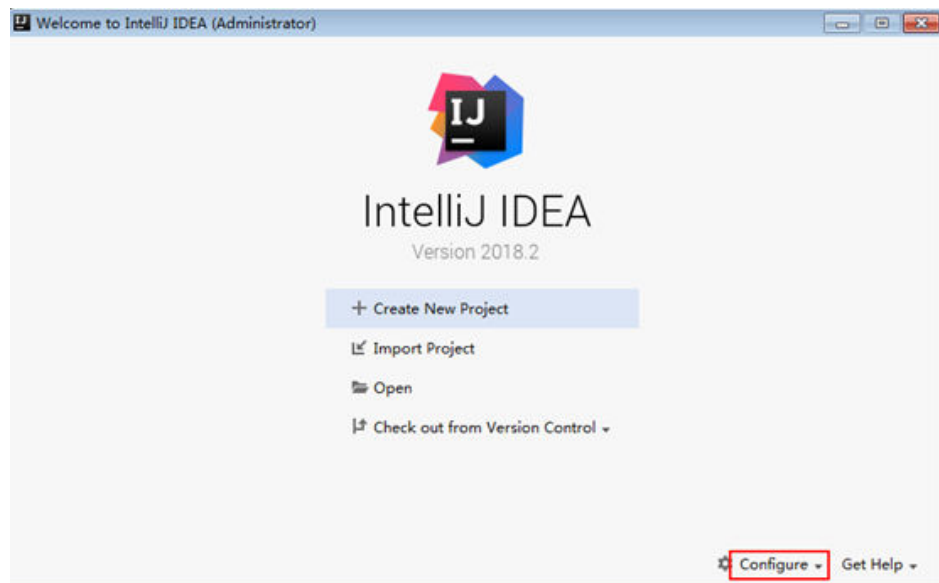 Welcome to IntelliJ IDEA (Administrator)
IJ
IntelliJ IDEA
Version 2018.2
Create New Project
Import Project
Open
Check out from Version Control
Configure
Get Help